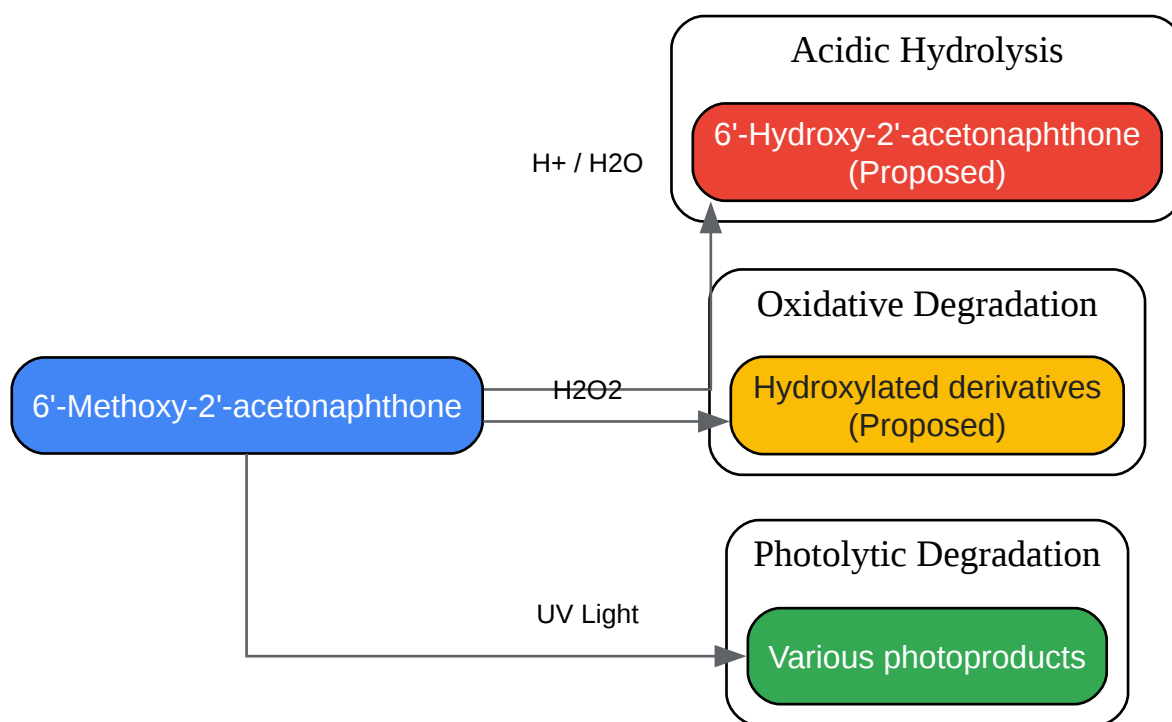 Acidic Hydrolysis
6'-Hydroxy-2'-acetonaphthone
(Proposed)
H+ / H2O
Oxidative Degradation
6'-Methoxy-2'-acetonaphthone
H2O2
Hydroxylated derivatives
(Proposed)
Photolytic Degradation
UV Light
Various photoproducts